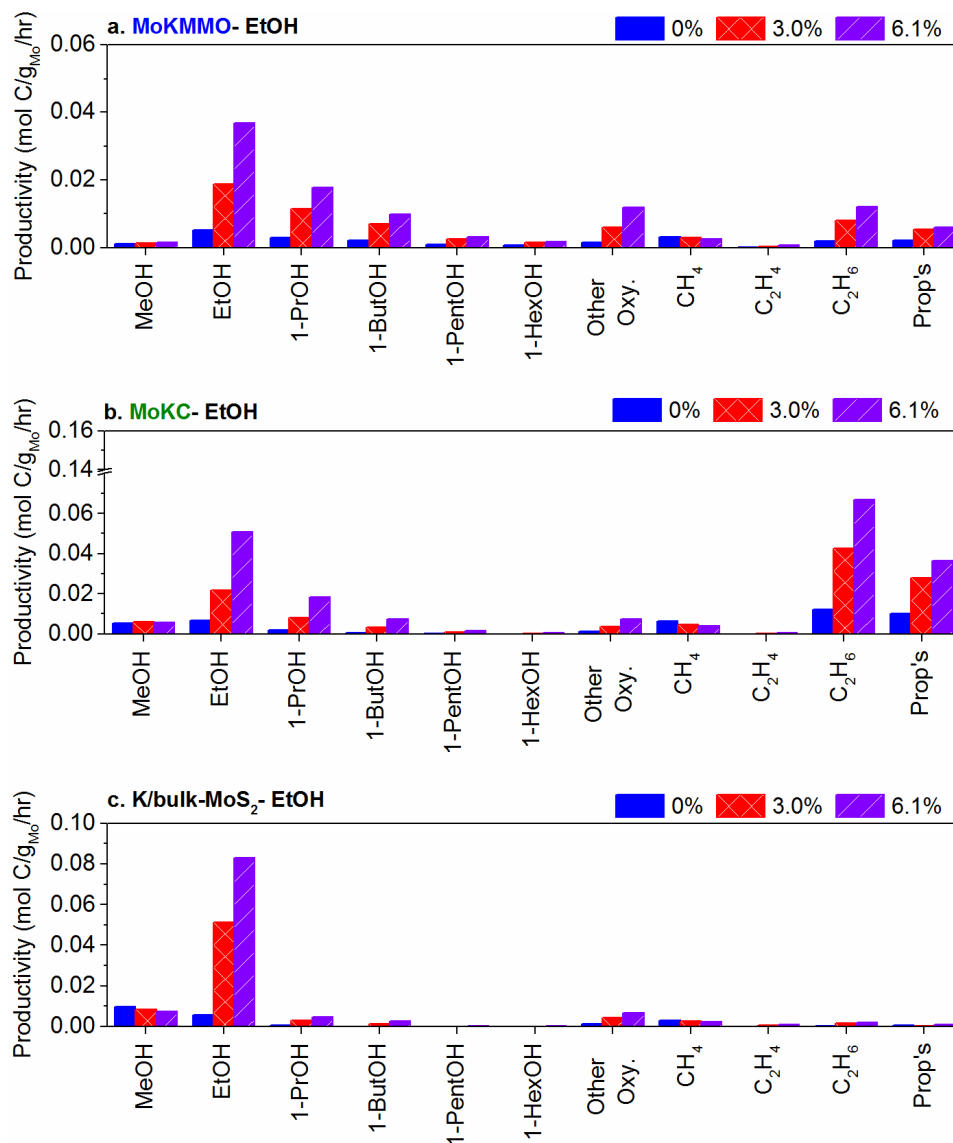 a. MoKMMO- EtOH
0% 3.0% 6.1%
Productivity (mol C/g_Mo/hr)
0.06
0.04
0.02
0.00
MeOH
EtOH
1-PrOH
1-ButOH
1-PentOH
1-HexOH
Other
Oxy.
CH₄
C₂H₄
C₂H₆
Prop's
b. MoKC- EtOH
0% 3.0% 6.1%
Productivity (mol C/g_Mo/hr)
0.16
0.14
0.06
0.04
0.02
0.00
MeOH
EtOH
1-PrOH
1-ButOH
1-PentOH
1-HexOH
Other
Oxy.
CH₄
C₂H₄
C₂H₆
Prop's
c. K/bulk-MoS₂- EtOH
0% 3.0% 6.1%
Productivity (mol C/g_Mo/hr)
0.10
0.08
0.06
0.04
0.02
0.00
MeOH
EtOH
1-PrOH
1-ButOH
1-PentOH
1-HexOH
Other
Oxy.
CH₄
C₂H₄
C₂H₆
Prop's